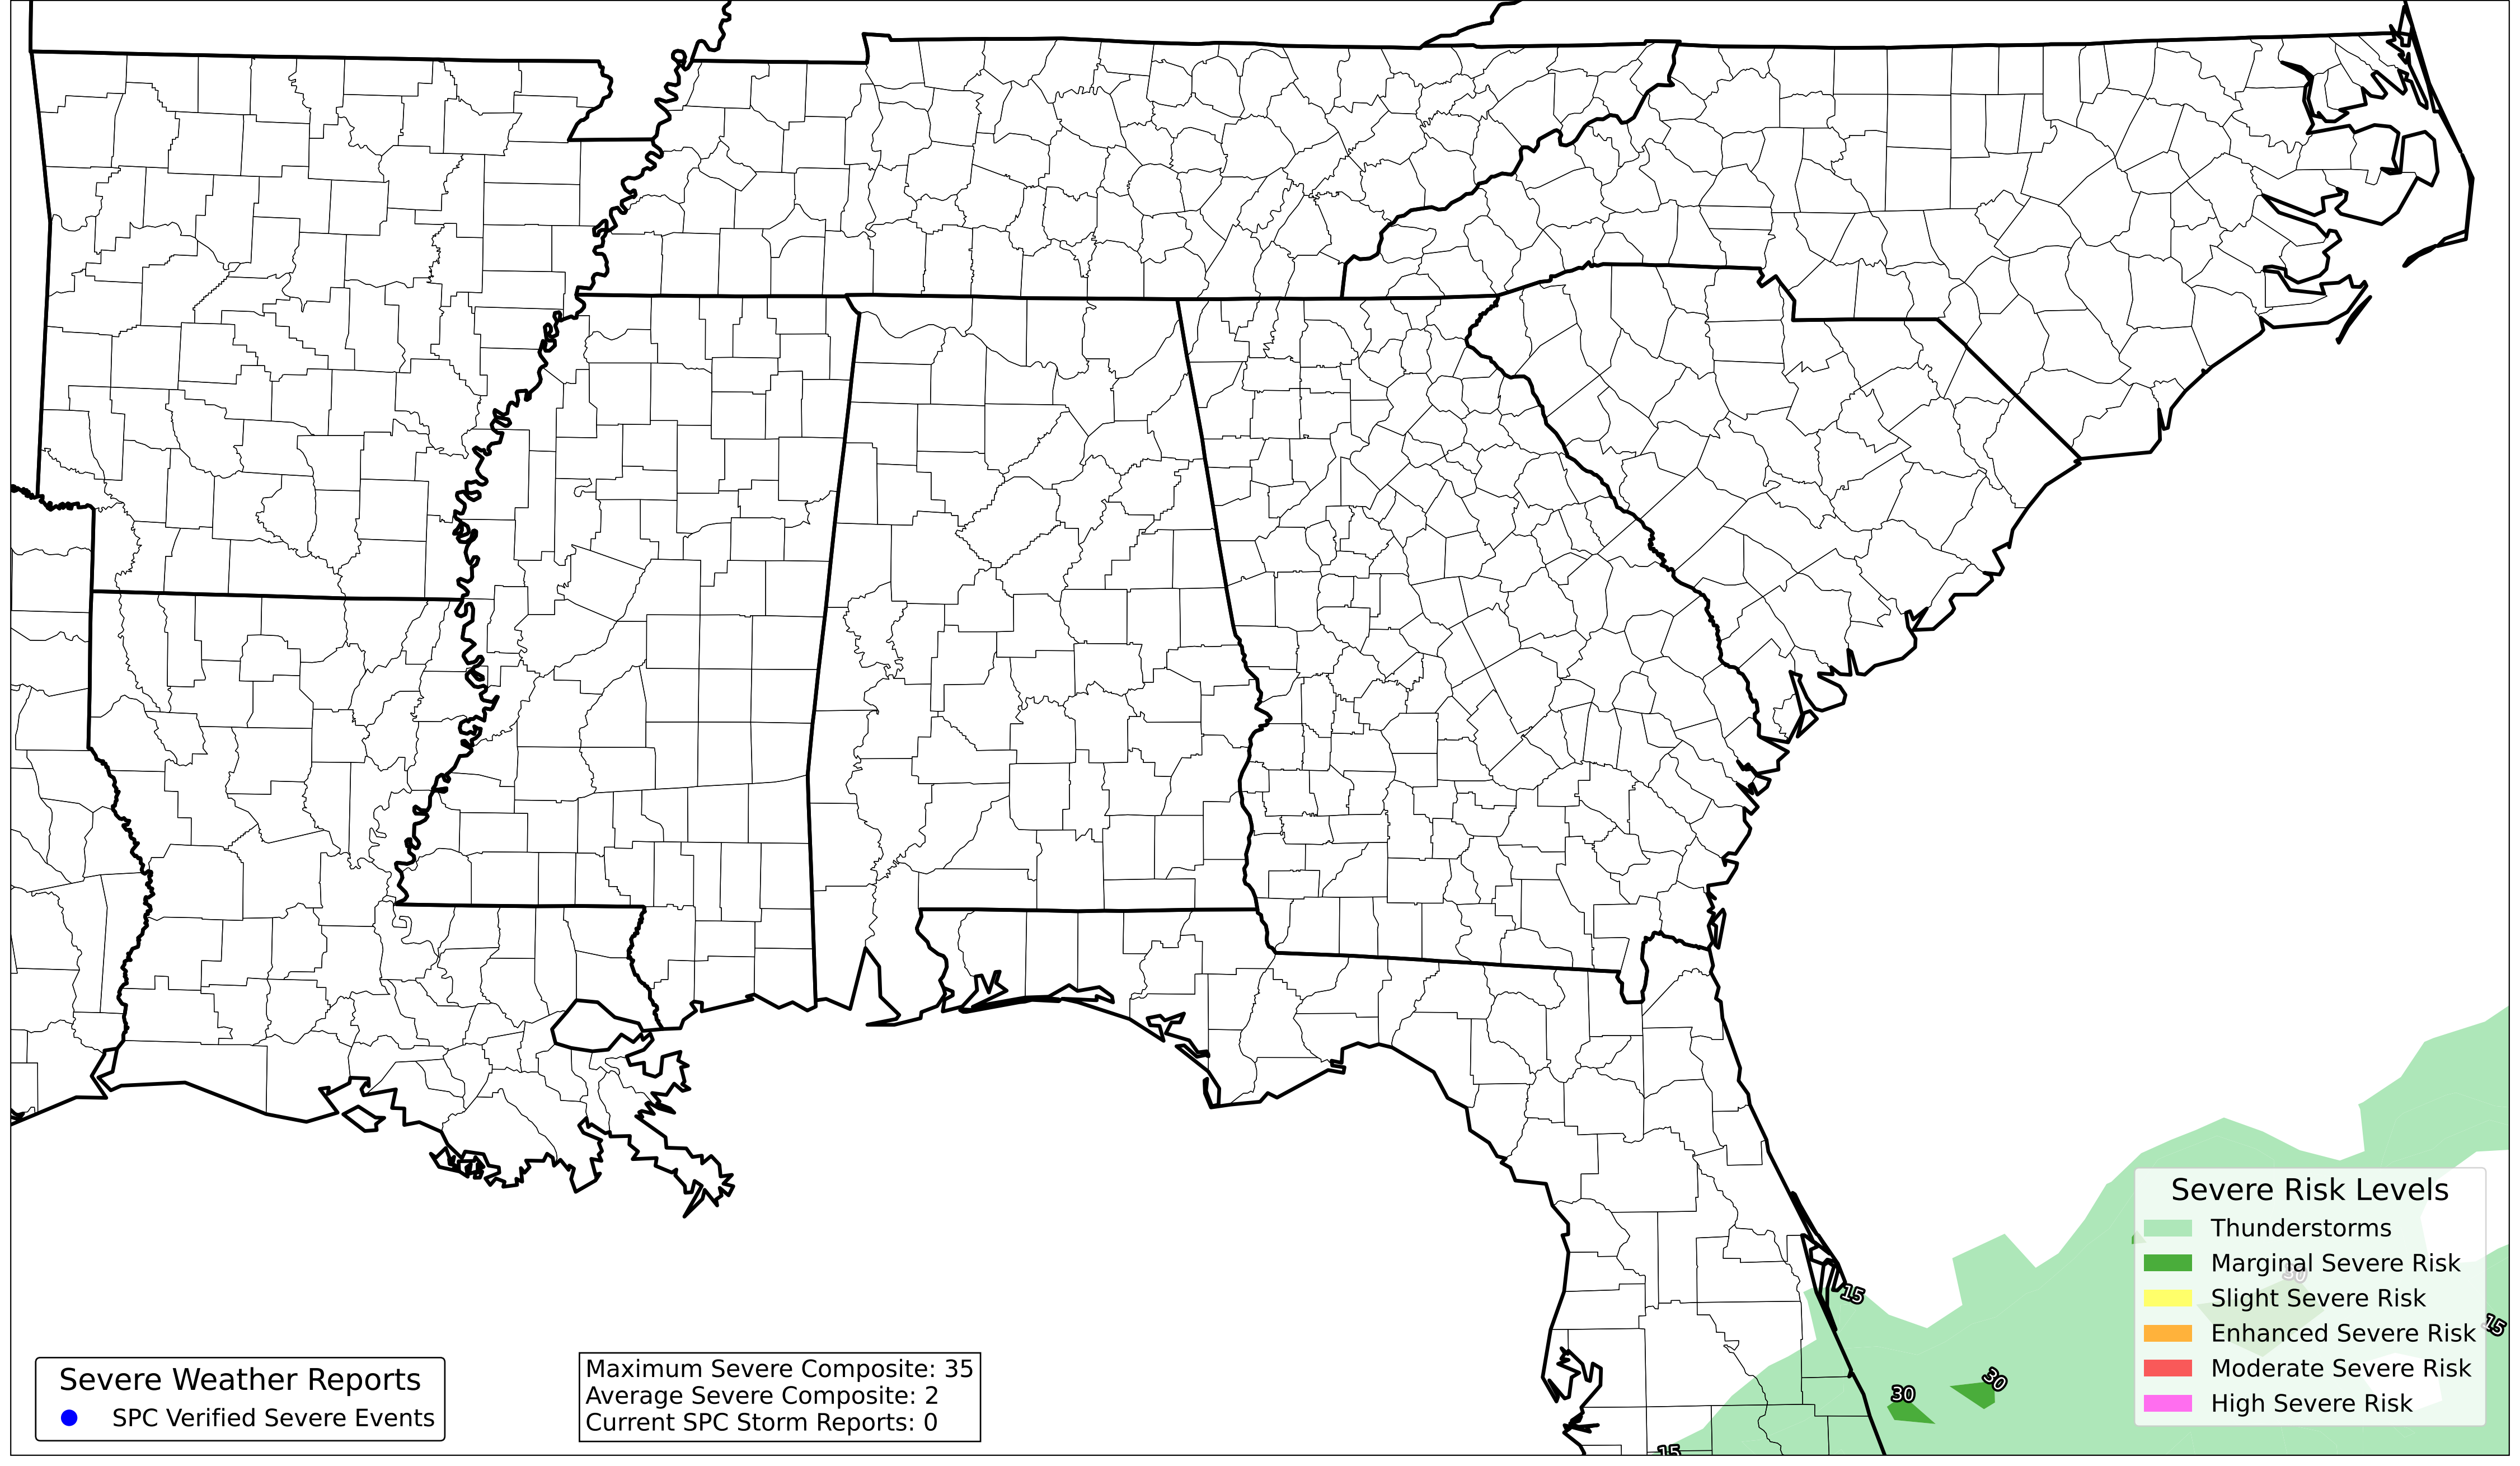 15
30
30
30
15
15
Severe Risk Levels
Thunderstorms
Marginal Severe Risk
Slight Severe Risk
Enhanced Severe Risk
Moderate Severe Risk
High Severe Risk
Severe Weather Reports
SPC Verified Severe Events
Maximum Severe Composite: 35
Average Severe Composite: 2
Current SPC Storm Reports: 0